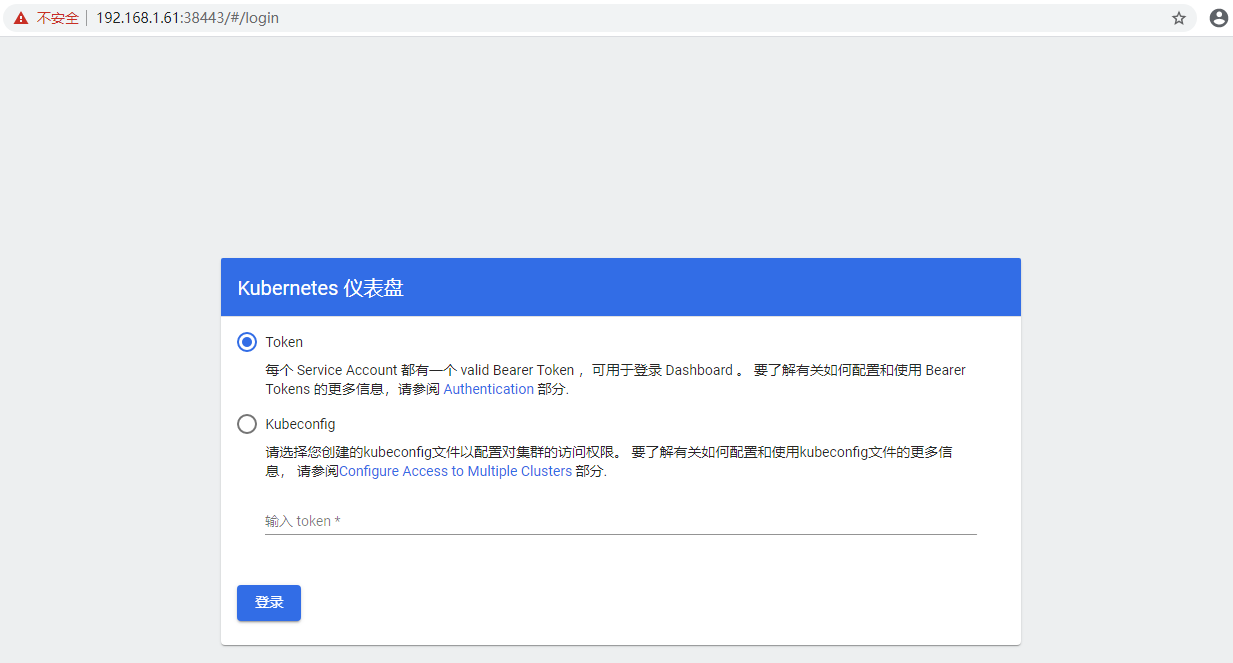 不安全 192.168.1.61:38443/#/login
Kubernetes 仪表盘
Token
每个 Service Account 都有一个 valid Bearer Token ，可用于登录 Dashboard 。 要了解有关如何配置和使用 Bearer
Tokens 的更多信息，请参阅 Authentication 部分.
Kubeconfig
请选择您创建的kubeconfig文件以配置对集群的访问权限。 要了解有关如何配置和使用kubeconfig文件的更多信
息， 请参阅Configure Access to Multiple Clusters 部分.
输入 token *
登录